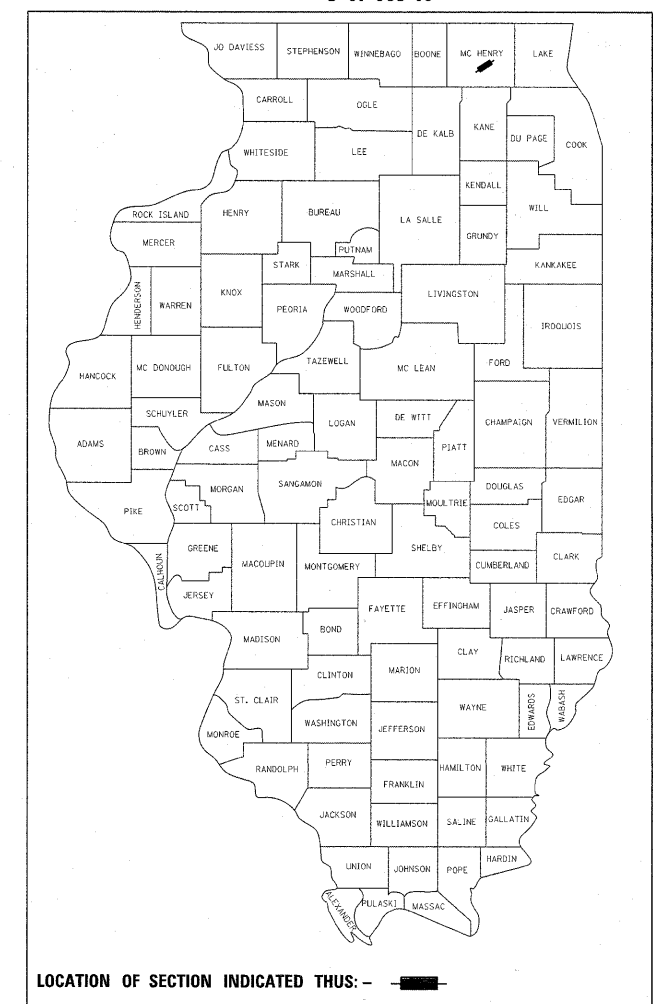 JO DAVIESS
STEPHENSON
WINNEBAGO
BOONE
MC HENRY
LAKE
CARROLL
OGLE
DE KALB
KANE
DU PAGE
COOK
WHITESIDE
LEE
KENDALL
ROCK ISLAND
HENRY
BUREAU
LA SALLE
WILL
GRUNDY
MERCER
PUTNAM
STARK
MARSHALL
KANKAKEE
HENDERSON
WARREN
KNOX
PEORIA
WOODFORD
LIVINGSTON
IROQUOIS
HANCOCK
MC DONOUGH
FULTON
TAZEWELL
MC LEAN
FORD
MASON
SCHUYLER
LOGAN
DE WITT
CHAMPAIGN
VERMILION
ADAMS
BROWN
CASS
MENARD
PIATT
MACON
MORGAN
SANGAMON
DOUGLAS
EDGAR
PIKE
SCOTT
CHRISTIAN
MOULTRIE
COLES
GREENE
MACOUPIN
MONTGOMERY
SHELBY
CUMBERLAND
CLARK
CALHOUN
JERSEY
FAYETTE
EFFINGHAM
JASPER
CRAWFORD
MADISON
BOND
CLAY
RICHLAND
LAWRENCE
CLINTON
MARION
ST. CLAIR
WAYNE
EDWARDS
WABASH
WASHINGTON
JEFFERSON
MONROE
RANDOLPH
PERRY
HAMILTON
WHITE
FRANKLIN
JACKSON
WILLIAMSON
SALINE
GALLATIN
UNION
JOHNSON
POPE
HARDIN
ALEXANDER
PULASKI
MASSAC
LOCATION OF SECTION INDICATED THUS: -